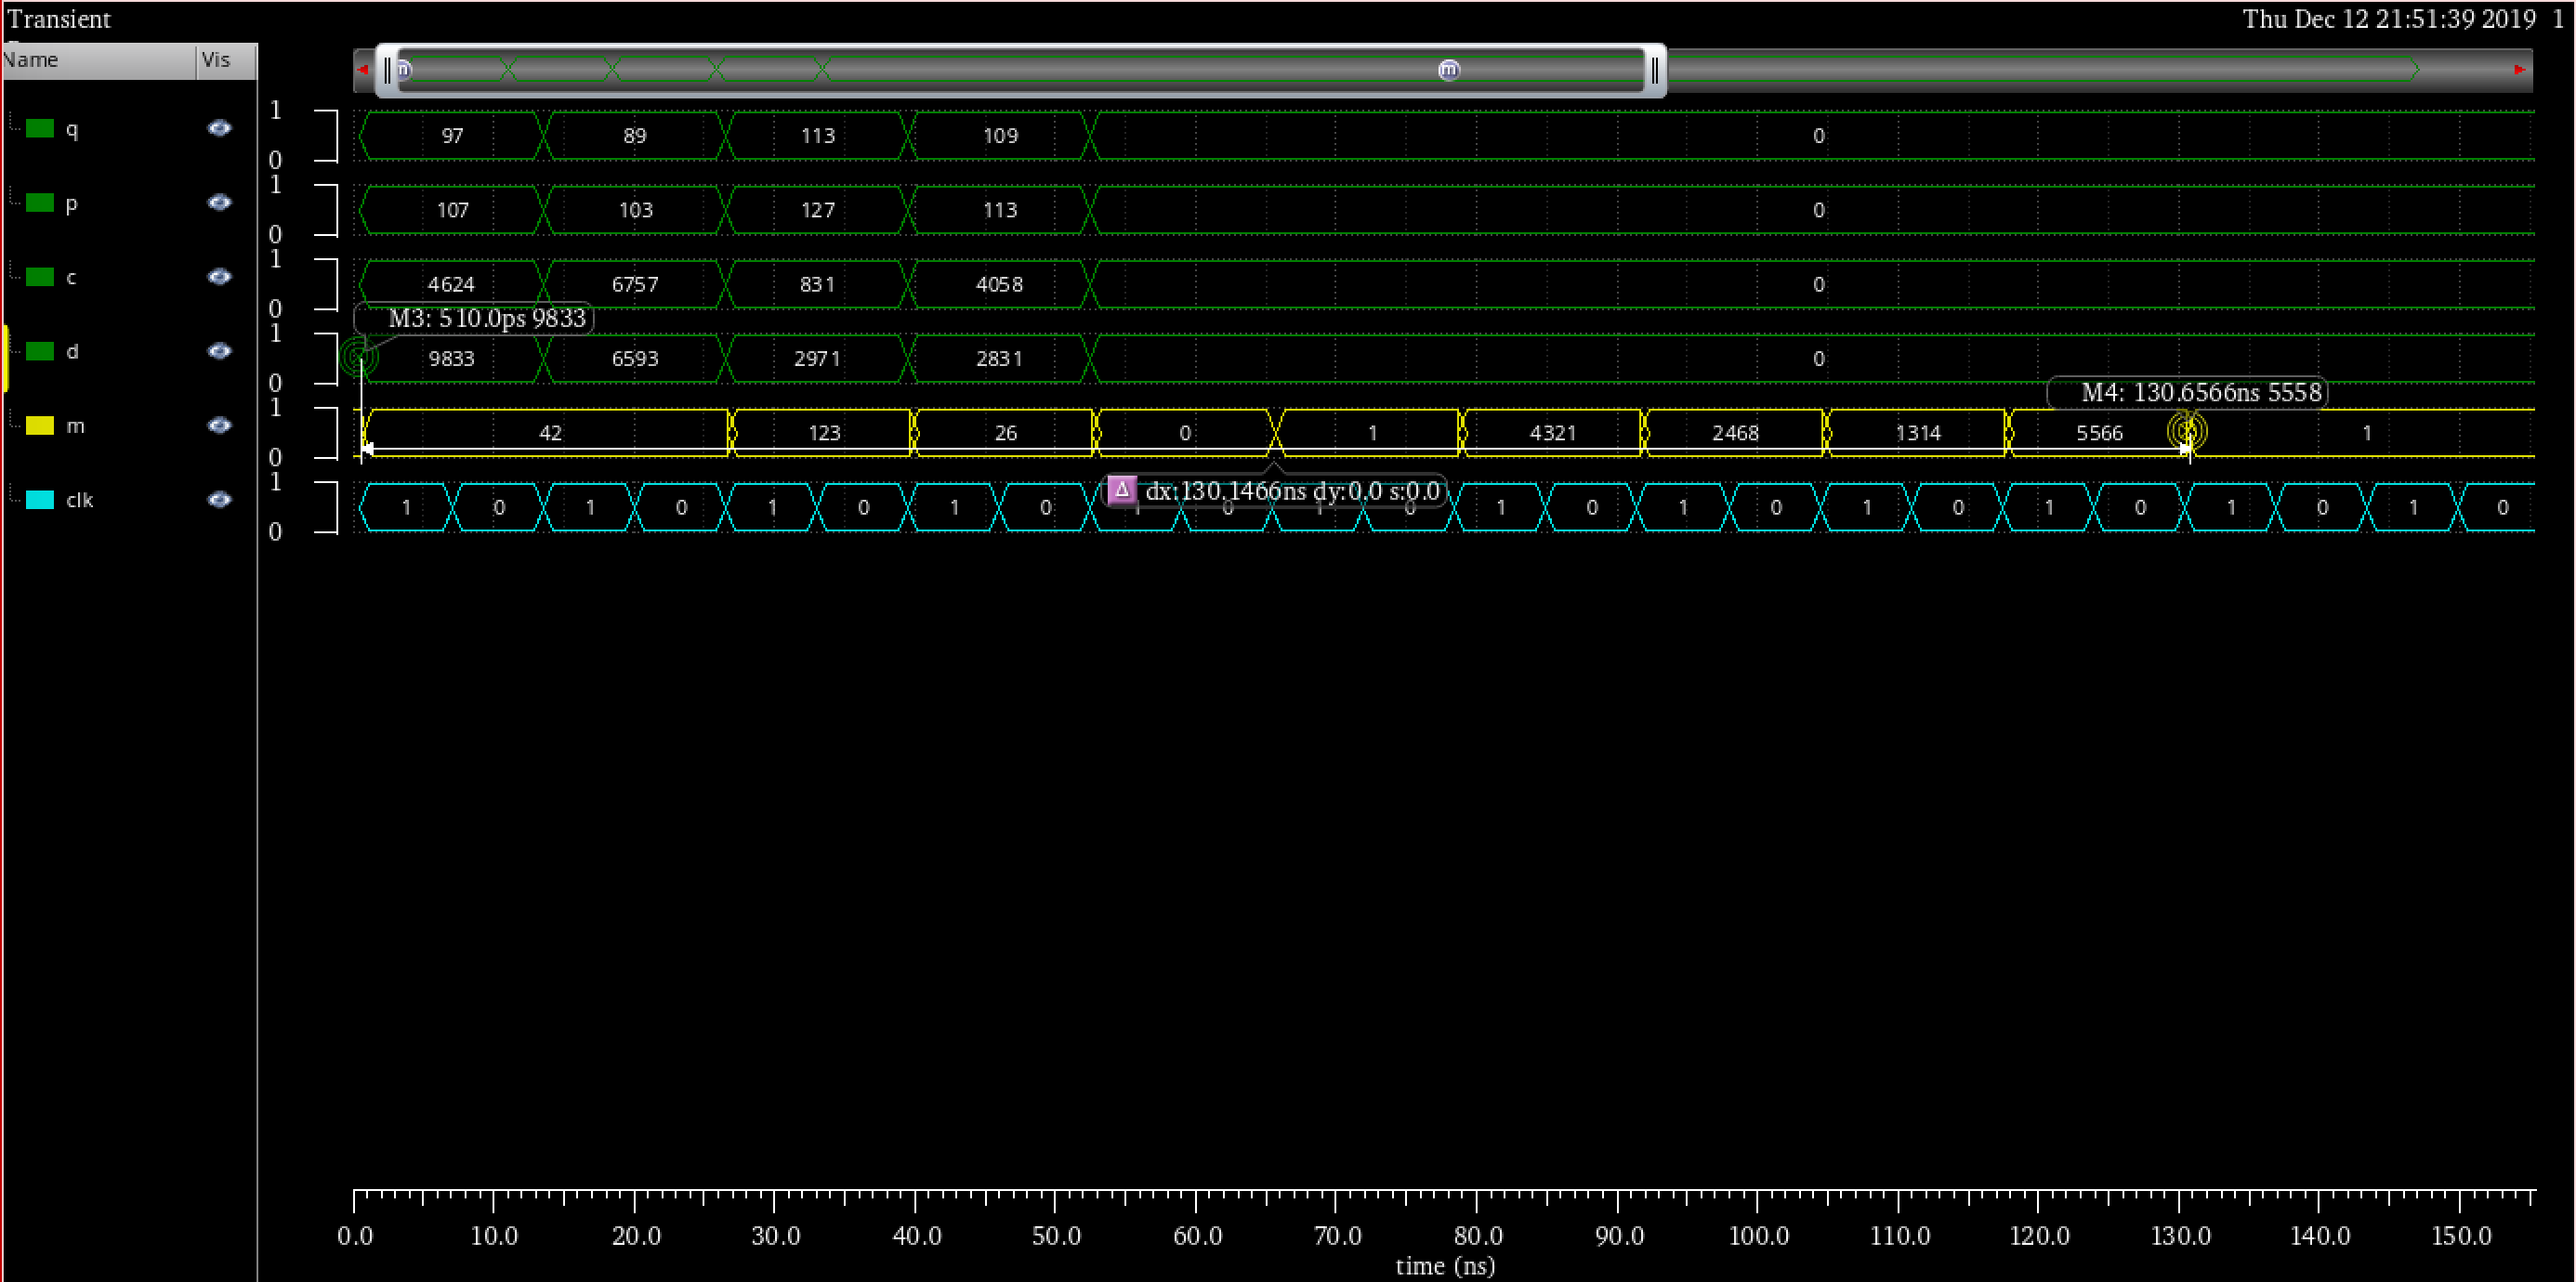 Transient
Thu Dec 12 21:51:39 2019 1
Name Vis
m
q 1 0 97 89 113 109 0
p 1 0 107 103 127 113 0
c 1 0 4624 6757 831 4058 0
M3: 510.0ps 9833
d 1 0 9833 6593 2971 2831 0
M4: 130.6566ns 5558
m 1 0 42 123 26 0 1 4321 2468 1314 5566 1
Δ dx:130.1466ns dy:0.0 s:0.0
clk 1 0 1 0 1 0 1 0 1 0 1 0 1 0 1 0 1 0 1 0 1 0 1 0 1 0
0.0 10.0 20.0 30.0 40.0 50.0 60.0 70.0 80.0 90.0 100.0 110.0 120.0 130.0 140.0 150.0
time (ns)